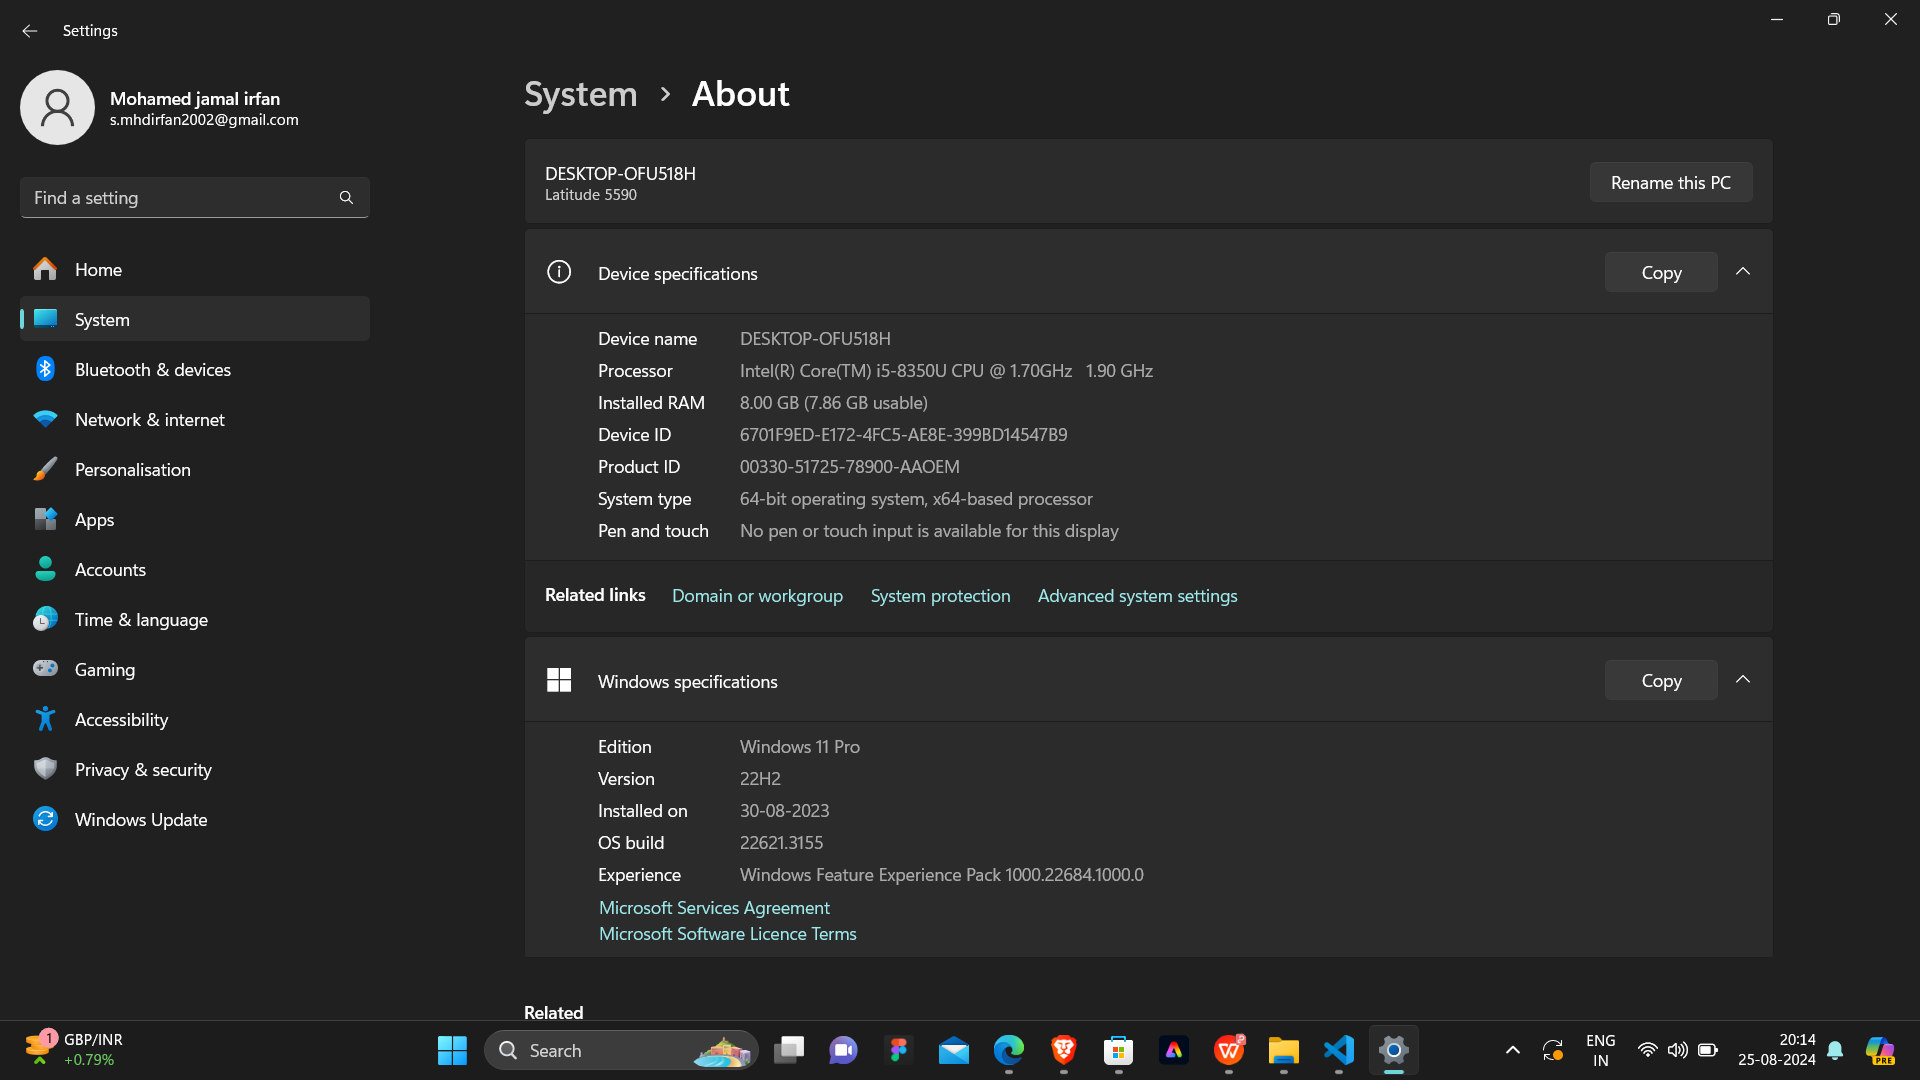 Settings
Mohamed jamal irfan
s.mhdirfan2002@gmail.com
Find a setting
Home
System
Bluetooth & devices
Network & internet
Personalisation
Apps
Accounts
Time & language
Gaming
Accessibility
Privacy & security
Windows Update
System > About
DESKTOP-OFU518H
Latitude 5590
Rename this PC
Device specifications
Copy
Device name DESKTOP-OFU518H
Processor Intel(R) Core(TM) i5-8350U CPU @ 1.70GHz 1.90 GHz
Installed RAM 8.00 GB (7.86 GB usable)
Device ID 6701F9ED-E172-4FC5-AE8E-399BD14547B9
Product ID 00330-51725-78900-AAOEM
System type 64-bit operating system, x64-based processor
Pen and touch No pen or touch input is available for this display
Related links Domain or workgroup System protection Advanced system settings
Windows specifications
Copy
Edition Windows 11 Pro
Version 22H2
Installed on 30-08-2023
OS build 22621.3155
Experience Windows Feature Experience Pack 1000.22684.1000.0
Microsoft Services Agreement
Microsoft Software Licence Terms
Related
1
GBP/INR
+0.79%
Search
ENG
IN
20:14
25-08-2024
PRE